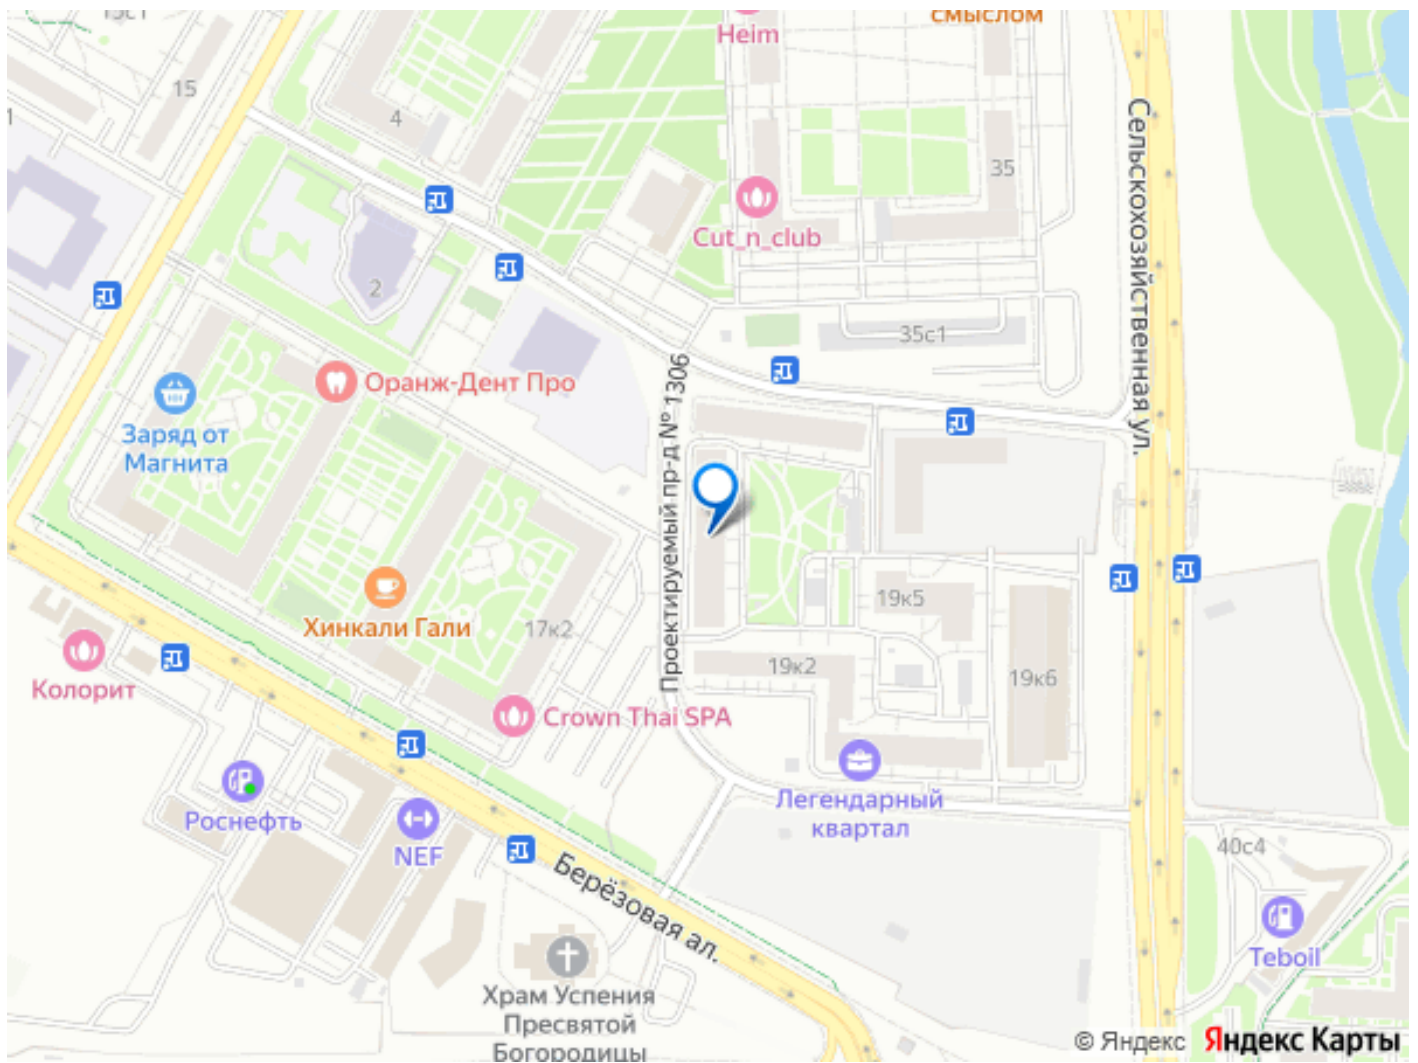 15с1
Heim
смыслом
15
1
4
35
Cut_n_club
2
35с1
Сельскохозяйственная ул.
Оранж-Дент Про
Заряд от
Магнита
Проектируемый пр-д № 1306
Хинкали Гали
17к2
19к5
19к2
19к6
Колорит
Crown Thai SPA
Роснефть
NEF
Легендарный
квартал
40с4
Берёзовая ал.
Teboil
Храм Успения
Пресвятой
Богородицы
© Яндекс Яндекс Карты